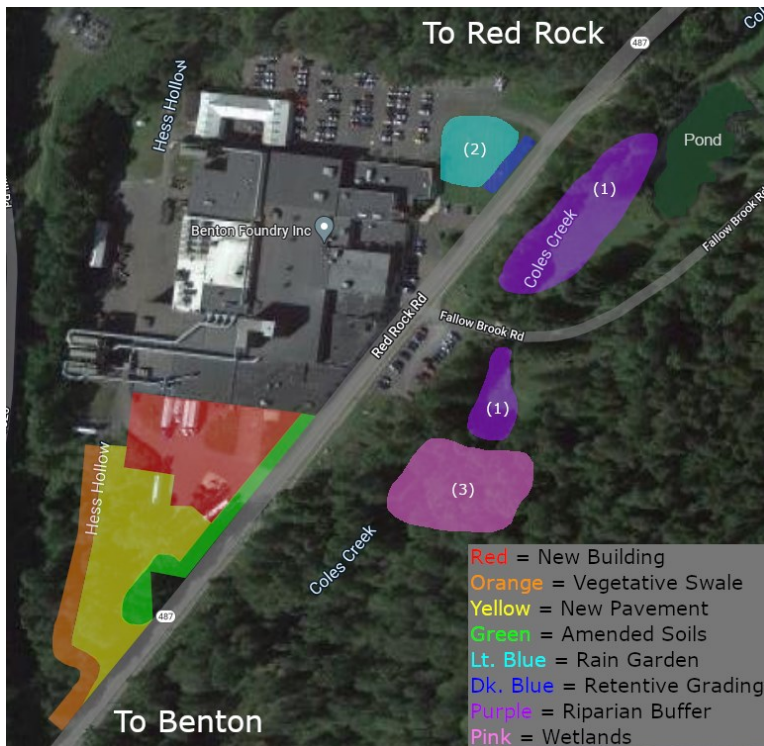 To Red Rock
487
Co
Hess Hollow
(2)
Pond
(1)
Benton Foundry Inc
Coles Creek
Fallow Brook Rd
Red Rock Rd
Fallow Brook Rd
(1)
Hess Hollow
(3)
Coles Creek
487
To Benton
Red = New Building
Orange = Vegetative Swale
Yellow = New Pavement
Green = Amended Soils
Lt. Blue = Rain Garden
Dk. Blue = Retentive Grading
Purple = Riparian Buffer
Pink = Wetlands